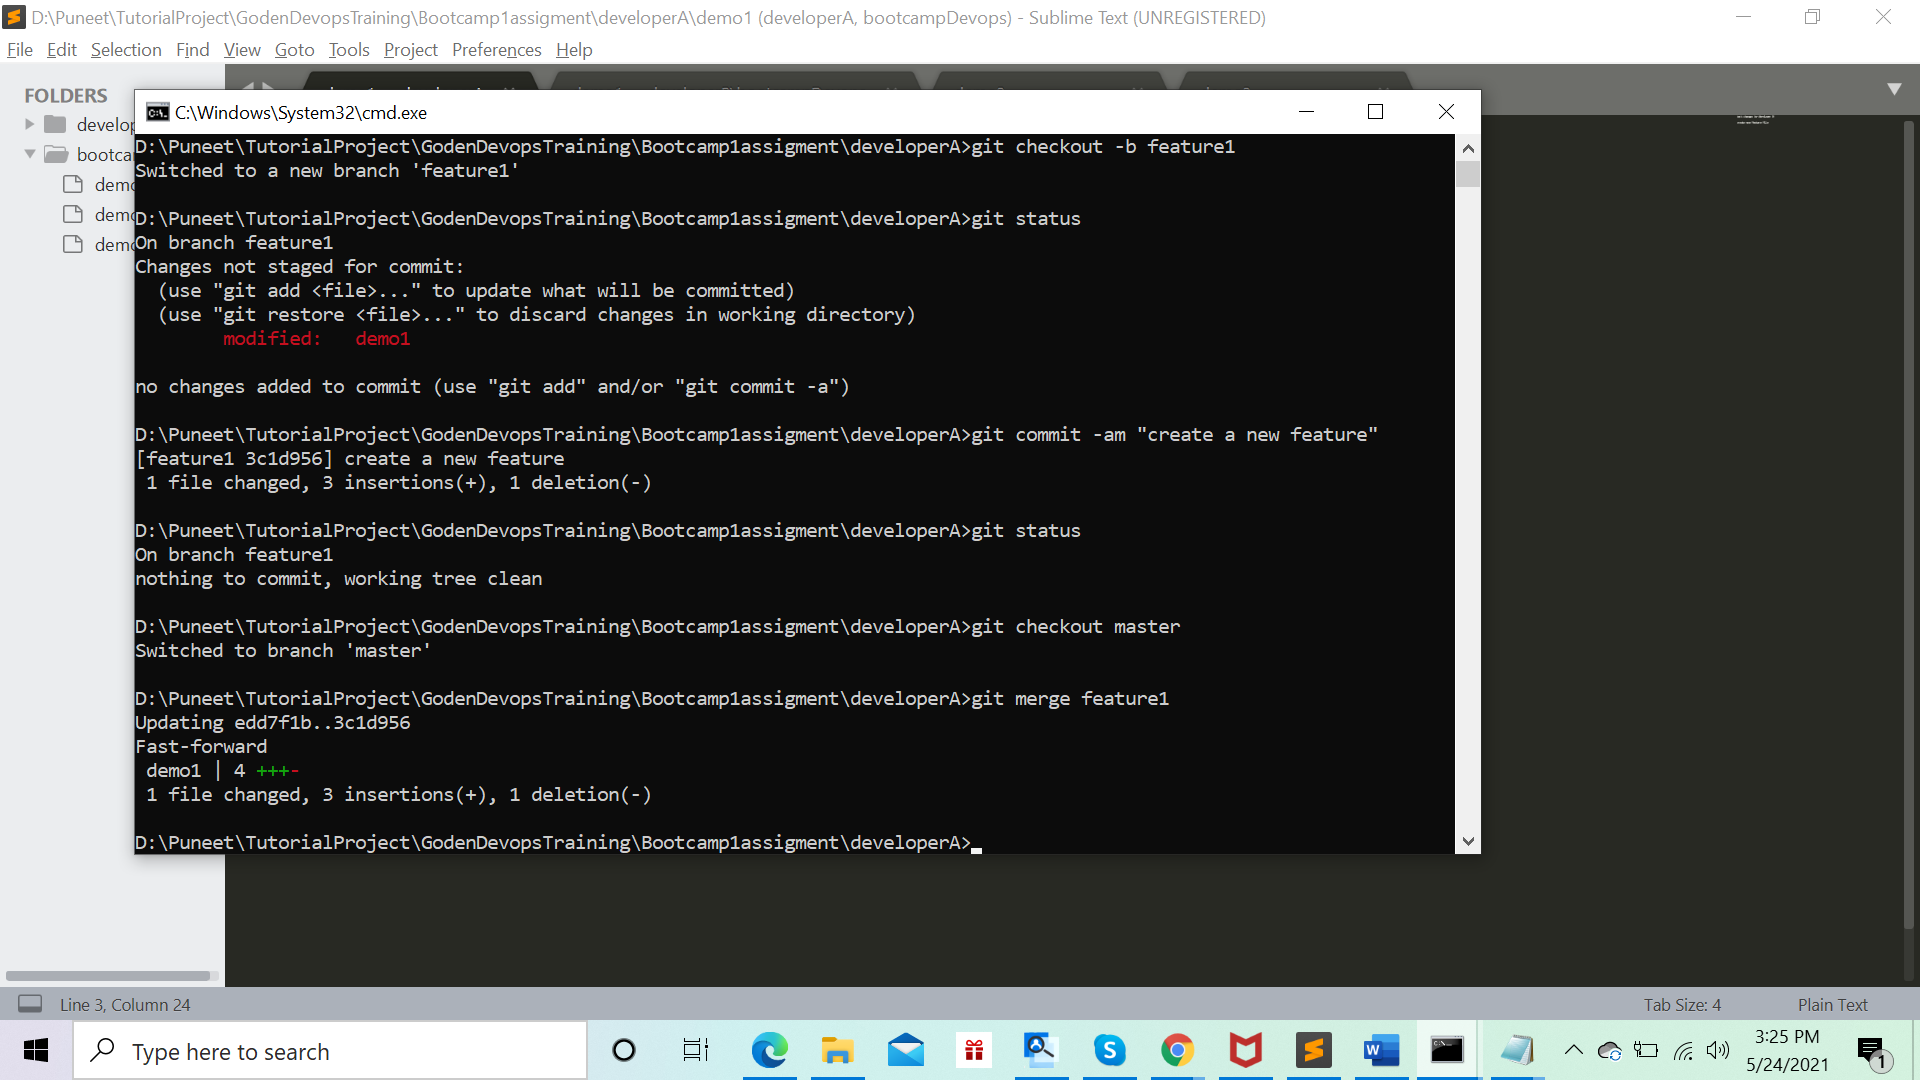 D:\Puneet\TutorialProject\GodenDevopsTraining\Bootcamp1assigment\developerA\demo1 (developerA, bootcampDevops) - Sublime Text (UNREGISTERED)
File Edit Selection Find View Goto Tools Project Preferences Help
FOLDERS
C:\Windows\System32\cmd.exe
D:\Puneet\TutorialProject\GodenDevopsTraining\Bootcamp1assigment\developerA>git checkout -b feature1
Switched to a new branch 'feature1'
D:\Puneet\TutorialProject\GodenDevopsTraining\Bootcamp1assigment\developerA>git status
On branch feature1
Changes not staged for commit:
(use "git add <file>..." to update what will be committed)
(use "git restore <file>..." to discard changes in working directory)
modified: demo1
no changes added to commit (use "git add" and/or "git commit -a")
D:\Puneet\TutorialProject\GodenDevopsTraining\Bootcamp1assigment\developerA>git commit -am "create a new feature"
[feature1 3c1d956] create a new feature
1 file changed, 3 insertions(+), 1 deletion(-)
D:\Puneet\TutorialProject\GodenDevopsTraining\Bootcamp1assigment\developerA>git status
On branch feature1
nothing to commit, working tree clean
D:\Puneet\TutorialProject\GodenDevopsTraining\Bootcamp1assigment\developerA>git checkout master
Switched to branch 'master'
D:\Puneet\TutorialProject\GodenDevopsTraining\Bootcamp1assigment\developerA>git merge feature1
Updating edd7f1b..3c1d956
Fast-forward
demo1 | 4 +++-
1 file changed, 3 insertions(+), 1 deletion(-)
D:\Puneet\TutorialProject\GodenDevopsTraining\Bootcamp1assigment\developerA>
Line 3, Column 24
Tab Size: 4
Plain Text
Type here to search
3:25 PM
5/24/2021
1